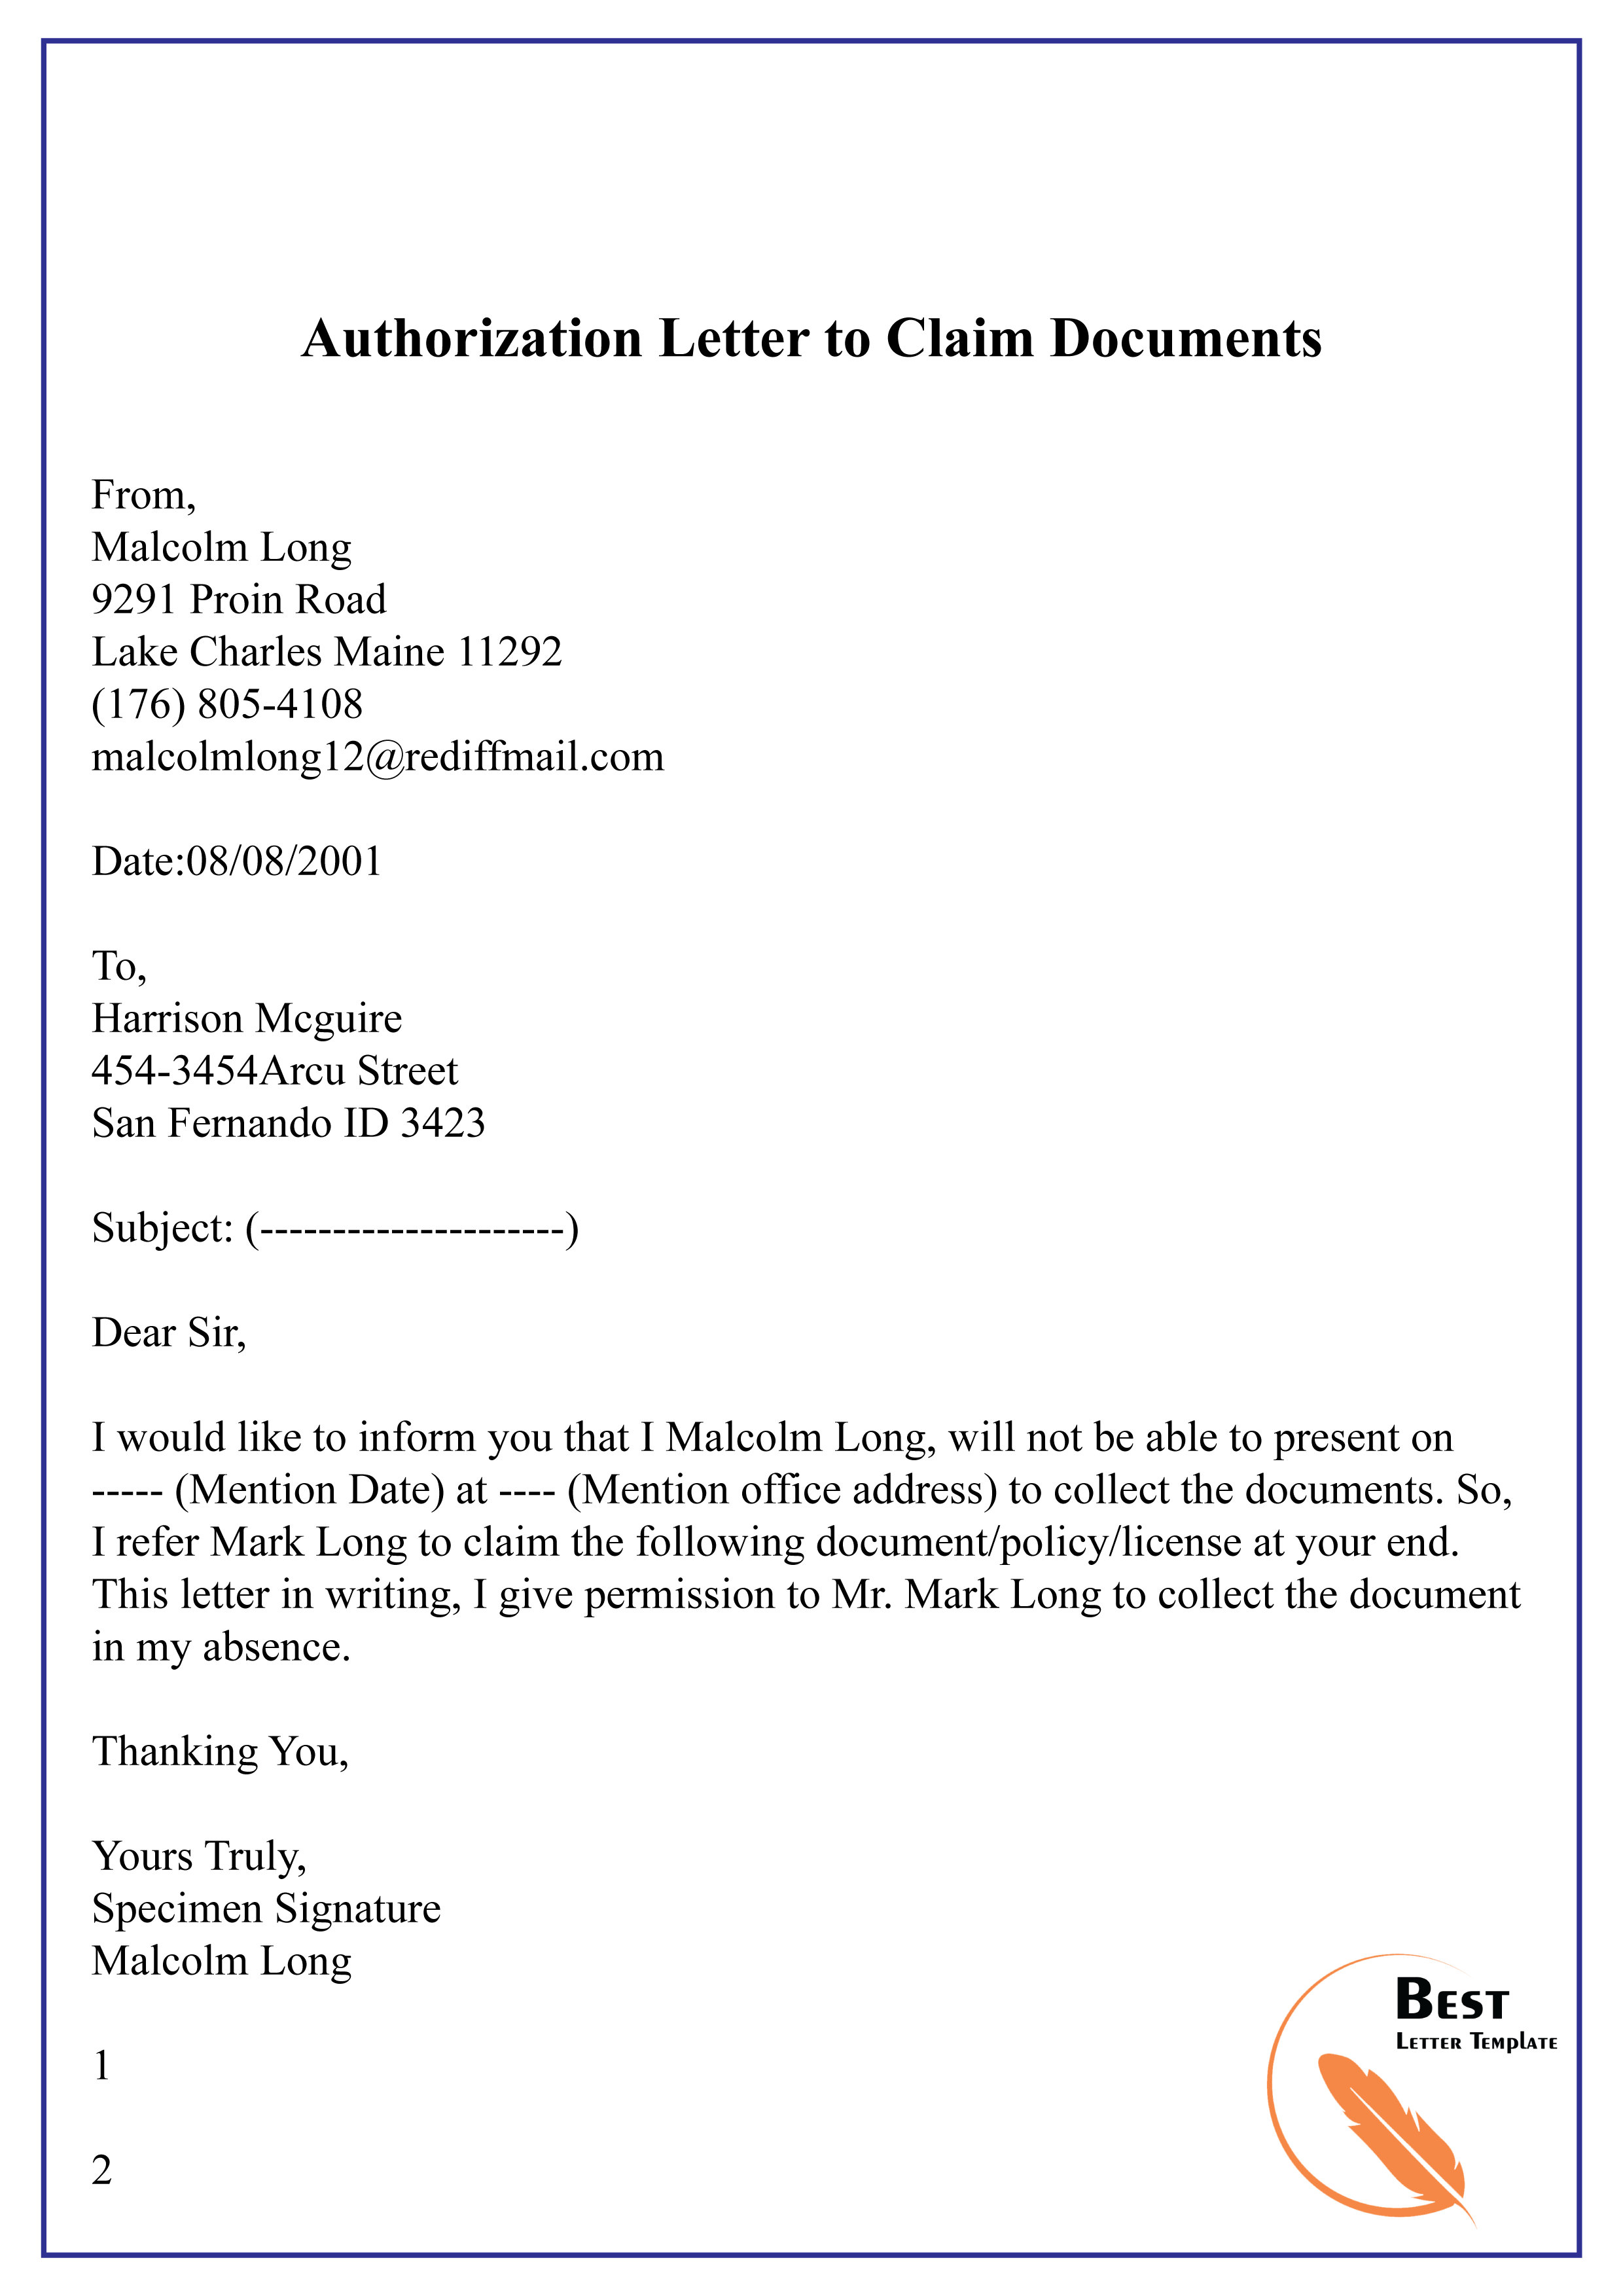 Authorization Letter to Claim Documents
From,
Malcolm Long
9291 Proin Road
Lake Charles Maine 11292
(176) 805-4108
malcolmlong12@rediffmail.com
Date:08/08/2001
To,
Harrison Mcguire
454-3454Arcu Street
San Fernando ID 3423
Subject: (---------------------)
Dear Sir,
I would like to inform you that I Malcolm Long, will not be able to present on
----- (Mention Date) at ---- (Mention office address) to collect the documents. So,
I refer Mark Long to claim the following document/policy/license at your end.
This letter in writing, I give permission to Mr. Mark Long to collect the document
in my absence.
Thanking You,
Yours Truly,
Specimen Signature
Malcolm Long
1
2
Best
Letter Template